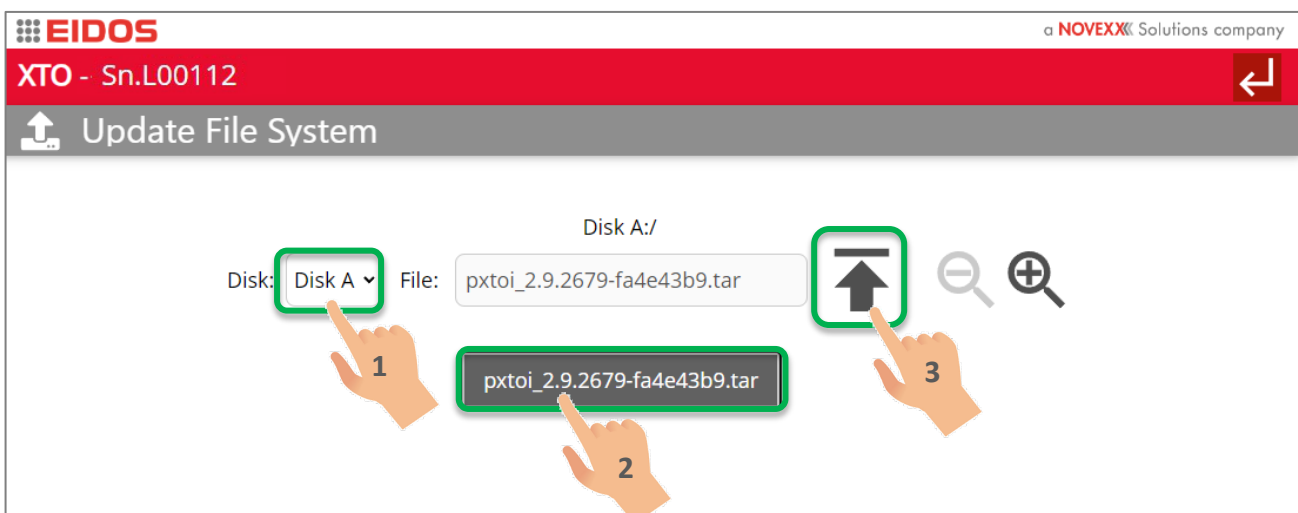 EIDOS
a NOVEXX Solutions company
XTO - Sn.L00112
Update File System
Disk A:/
Disk: Disk A File: pxtoi_2.9.2679-fa4e43b9.tar
1
3
pxtoi_2.9.2679-fa4e43b9.tar
2